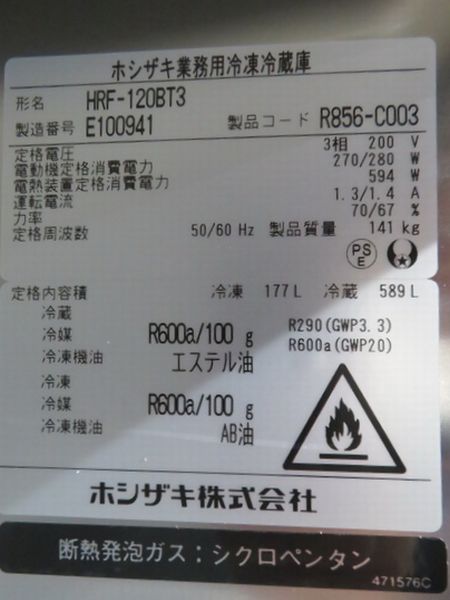 ホシザキ業務用冷凍冷蔵庫
形名 HRF-120BT3
製造番号 E100941 製品コード R856-C003
定格電圧 3相 200 V
電動機定格消費電力 270/280 W
電熱装置定格消費電力 594 W
運転電流 1.3/1.4 A
力率 70/67 %
定格周波数 50/60 Hz 製品質量 141 kg
PS E
定格内容積 冷凍 177 L 冷蔵 589 L
冷蔵
冷媒 R600a/100 g R290(GWP3.3)
冷凍機油 エステル油 R600a(GWP20)
冷凍
冷媒 R600a/100 g
冷凍機油 AB油
ホシザキ株式会社
断熱発泡ガス:シクロペンタン
471576C